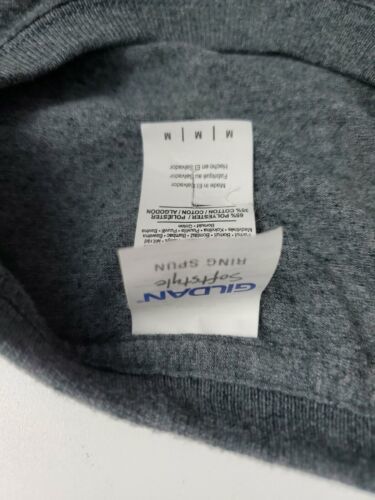 GILDAN
Softstyle
RING SPUN
65% POLYESTER / POLIESTER
35% COTTON / COTON / ALGODÓN
Made in El Salvador
Fabriqué au Salvador
Hecho en El Salvador
M | M | M